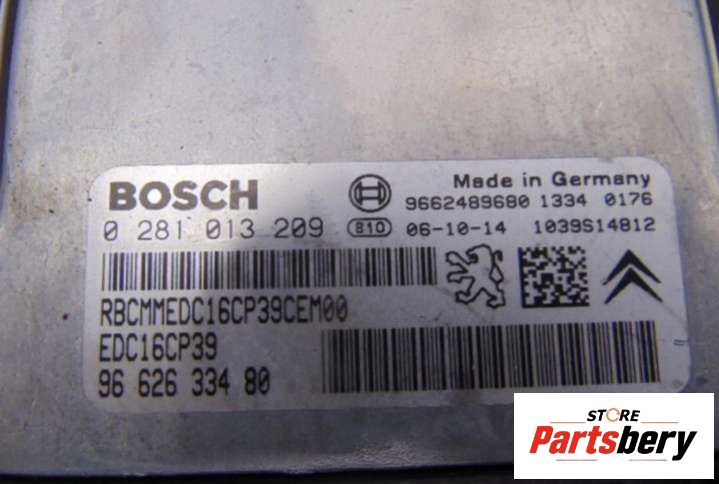 BOSCH
Made in Germany
9662489680 1334 0176
0 281 013 209 810 06-10-14 1039S14812
RBCMMEDC16CP39CEM00
EDC16CP39
96 626 334 80
STORE
Partsbery